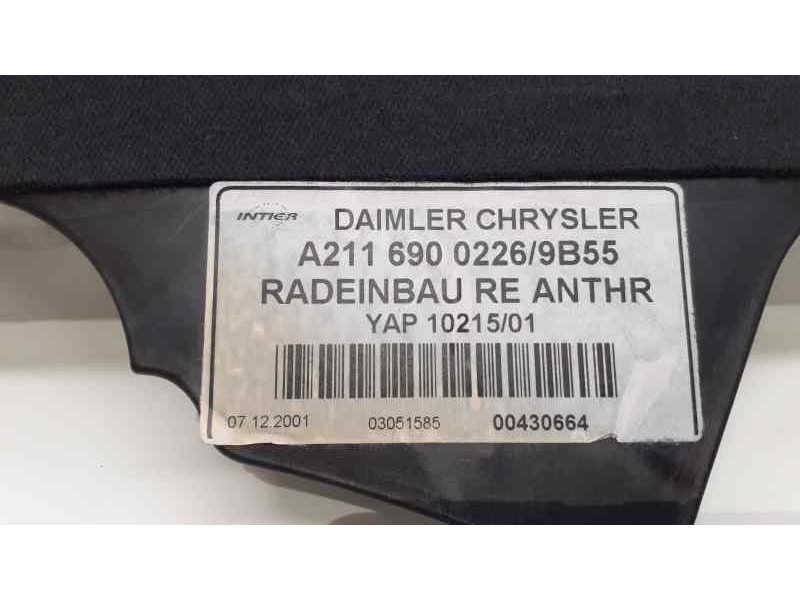 INTIER DAIMLER CHRYSLER
A211 690 0226/9B55
RADEINBAU RE ANTHR
YAP 10215/01
07.12.2001 03051585 00430664